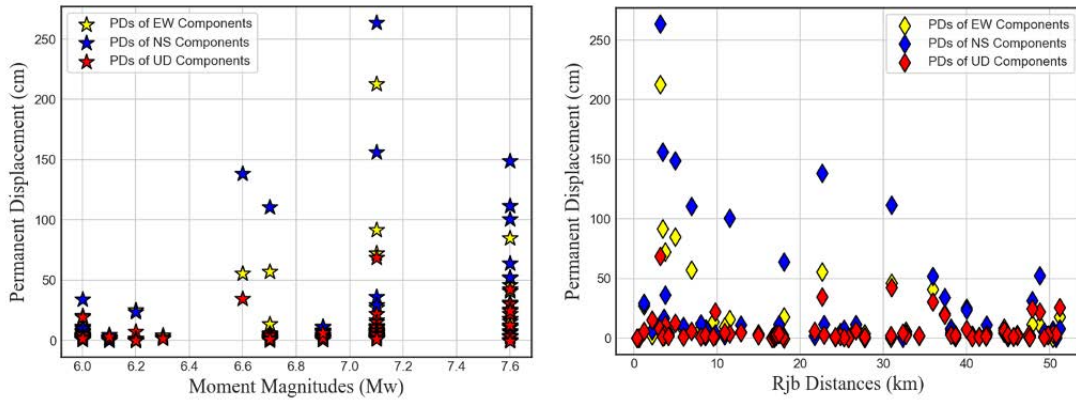 PDs of EW Components
PDs of NS Components
PDs of UD Components
Permanent Displacement (cm)
250
200
150
100
50
0
6.0 6.2 6.4 6.6 6.8 7.0 7.2 7.4 7.6
Moment Magnitudes (Mw)
PDs of EW Components
PDs of NS Components
PDs of UD Components
Permanent Displacement (cm)
250
200
150
100
50
0
0 10 20 30 40 50
Rjb Distances (km)